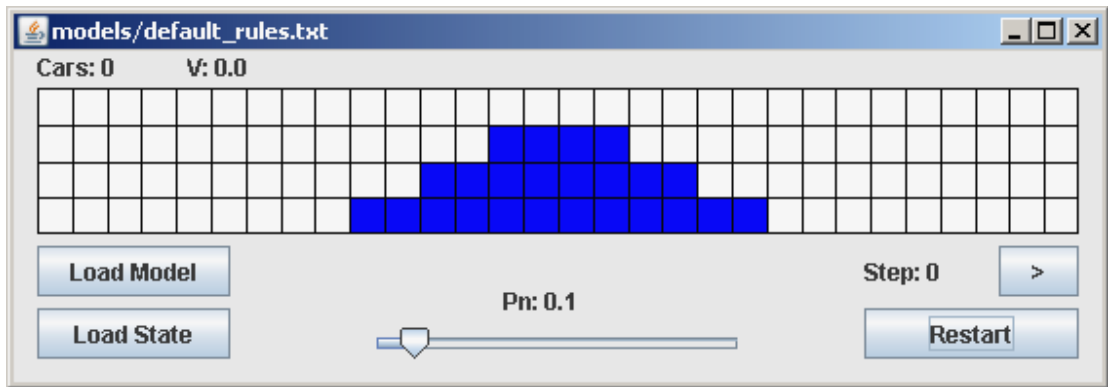 models/default_rules.txt
Cars: 0 V: 0.0
Load Model
Step: 0 >
Pn: 0.1
Load State
Restart